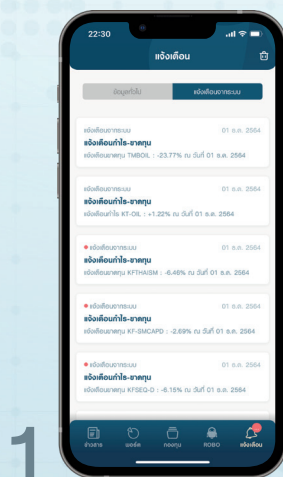 22:30
แจ้งเตือน
ข้อมูลทั่วไป
แจ้งเตือนจากระบบ
แจ้งเตือนจากระบบ 01 ธ.ค. 2564
แจ้งเตือนกำไร-ขาดทุน
แจ้งเตือนขาดทุน TMBOIL : -23.77% ณ วันที่ 01 ธ.ค. 2564
แจ้งเตือนจากระบบ 01 ธ.ค. 2564
แจ้งเตือนกำไร-ขาดทุน
แจ้งเตือนกำไร KT-OIL : +1.22% ณ วันที่ 01 ธ.ค. 2564
แจ้งเตือนจากระบบ 01 ธ.ค. 2564
แจ้งเตือนกำไร-ขาดทุน
แจ้งเตือนขาดทุน KFTHAISM : -6.46% ณ วันที่ 01 ธ.ค. 2564
แจ้งเตือนจากระบบ 01 ธ.ค. 2564
แจ้งเตือนกำไร-ขาดทุน
แจ้งเตือนขาดทุน KF-SMCAPD : -2.69% ณ วันที่ 01 ธ.ค. 2564
แจ้งเตือนจากระบบ 01 ธ.ค. 2564
แจ้งเตือนกำไร-ขาดทุน
แจ้งเตือนขาดทุน KFSEQ-D : -6.15% ณ วันที่ 01 ธ.ค. 2564
ข่าวสาร พอร์ต กองทุน ROBO แจ้งเตือน
1